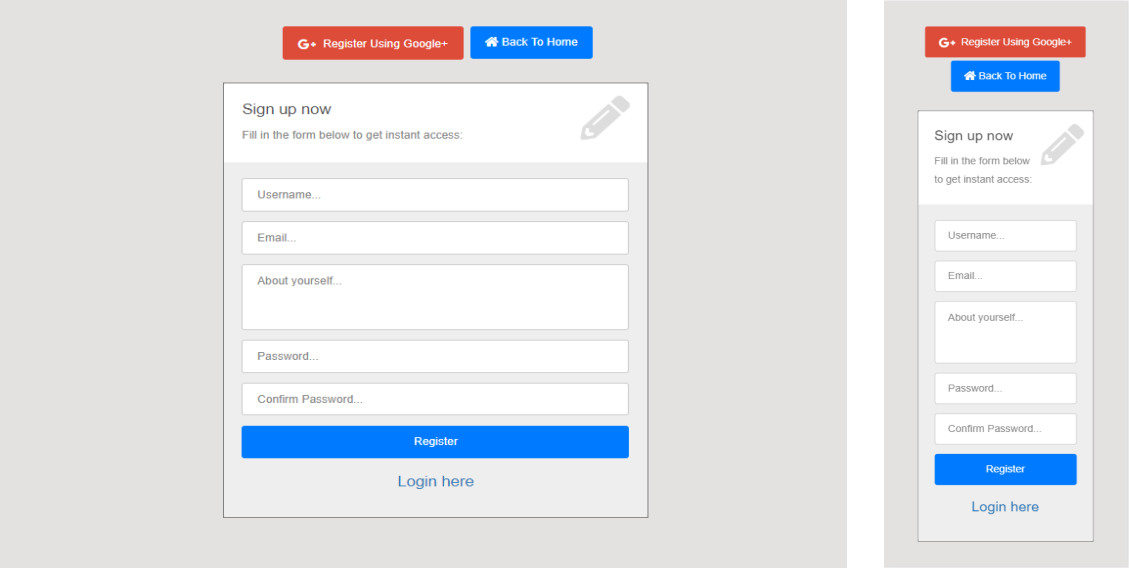 G+ Register Using Google+
Back To Home
Sign up now
Fill in the form below to get instant access:
Username...
Email...
About yourself...
Password...
Confirm Password...
Register
Login here
G+ Register Using Google+
Back To Home
Sign up now
Fill in the form below
to get instant access:
Username...
Email...
About yourself...
Password...
Confirm Password...
Register
Login here